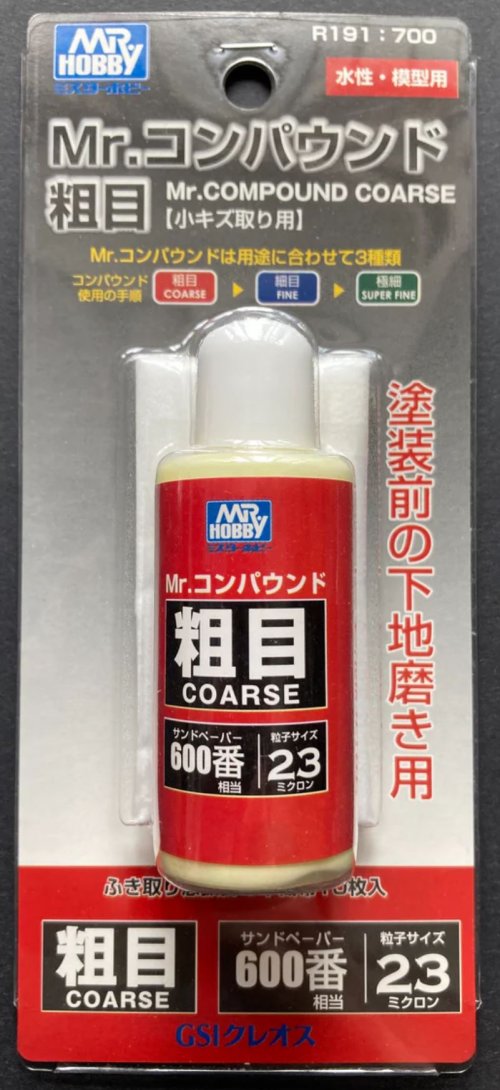 MR.
HOBBY
ミスターホビー
R191:700
水性・模型用
Mr.コンパウンド
粗目 Mr.COMPOUND COARSE
【小キズ取り用】
Mr.コンパウンドは用途に合わせて3種類
コンパウンド
使用の手順
粗目
COARSE
細目
FINE
極細
SUPER FINE
塗装前の下地磨き用
MR.
HOBBY
ミスターホビー
Mr.コンパウンド
粗目
COARSE
サンドペーパー
600番
相当
粒子サイズ
23
ミクロン
ふき取り
枚入
粗目
COARSE
サンドペーパー
600番
相当
粒子サイズ
23
ミクロン
GSIクレオス